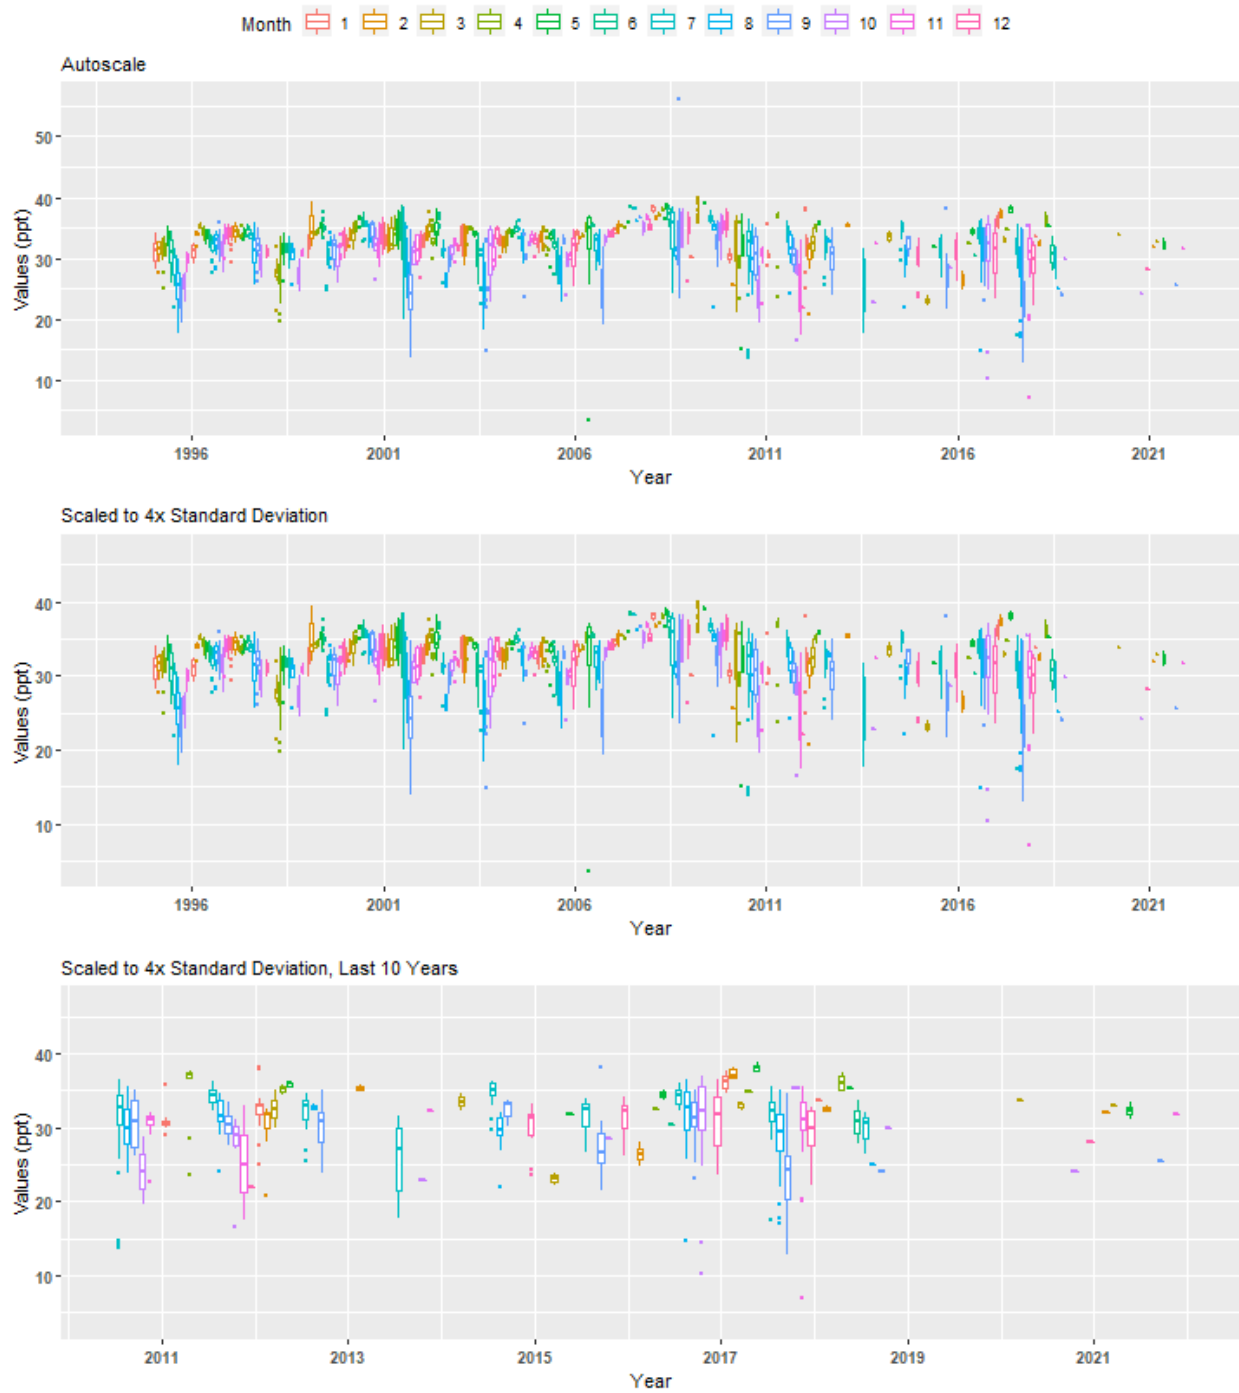 Month 1 2 3 4 5 6 7 8 9 10 11 12
Autoscale
50
40
30
20
10
Values (ppt)
1996 2001 2006 2011 2016 2021
Year
Scaled to 4x Standard Deviation
40
30
20
10
Values (ppt)
1996 2001 2006 2011 2016 2021
Year
Scaled to 4x Standard Deviation, Last 10 Years
40
30
20
10
Values (ppt)
2011 2013 2015 2017 2019 2021
Year